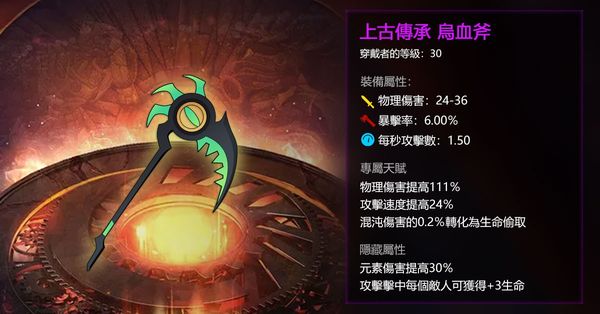 上古傳承 烏血斧
穿戴者的等級：30
裝備屬性：
物理傷害：24-36
暴擊率：6.00%
每秒攻擊數：1.50
專屬天賦
物理傷害提高111%
攻擊速度提高24%
混沌傷害的0.2%轉化為生命偷取
隱藏屬性
元素傷害提高30%
攻擊擊中每個敵人可獲得+3生命